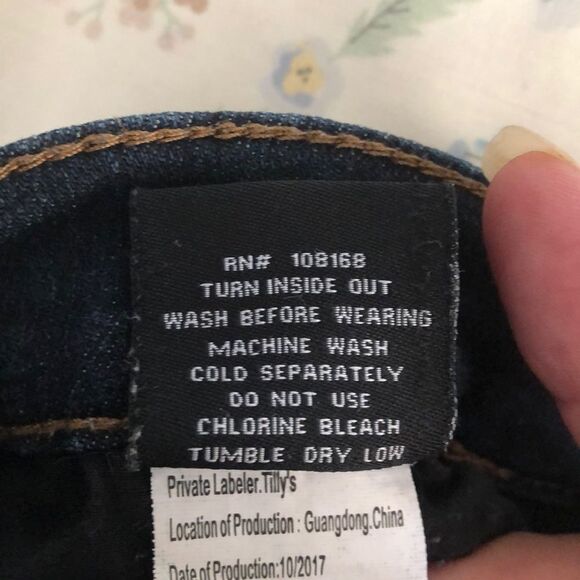 RN# 108168
TURN INSIDE OUT
WASH BEFORE WEARING
MACHINE WASH
COLD SEPARATELY
DO NOT USE
CHLORINE BLEACH
TUMBLE DRY LOW
Private Labeler.Tilly's
Location of Production : Guangdong.China
Date of Production:10/2017